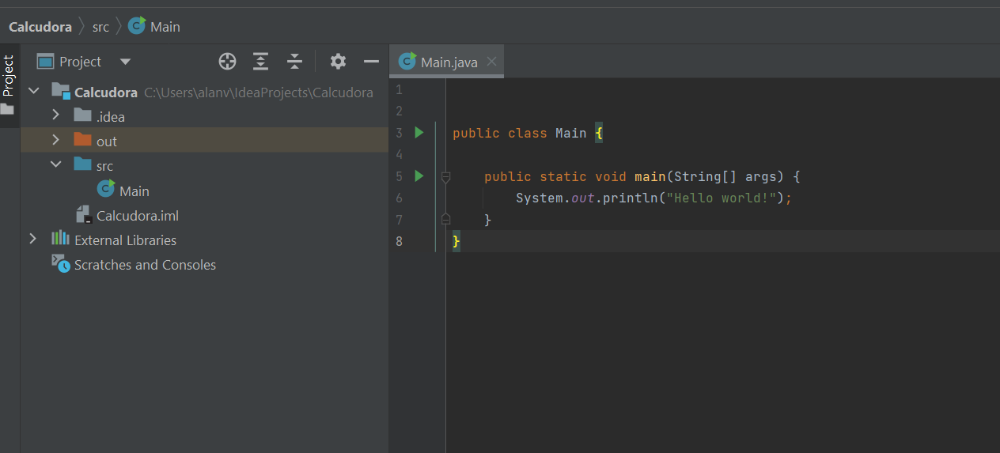 Calcudora src Main
Project
Project
Calcudora C:\Users\alanv\IdeaProjects\Calcudora
.idea
out
src
Main
Calcudora.iml
External Libraries
Scratches and Consoles
Main.java
1
2
3 public class Main {
4
5 public static void main(String[] args) {
6 System.out.println("Hello world!");
7 }
8 }